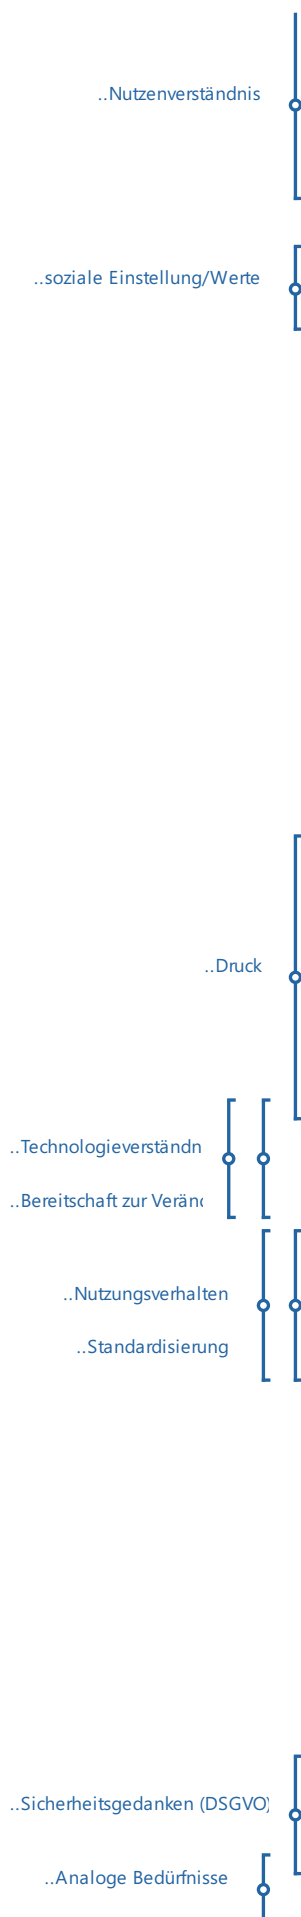 ..Nutzenverständnis
..soziale Einstellung/Werte
..Druck
..Technologieverständn
..Bereitschaft zur Veränd
..Nutzungsverhalten
..Standardisierung
..Sicherheitsgedanken (DSGVO)
..Analoge Bedürfnisse